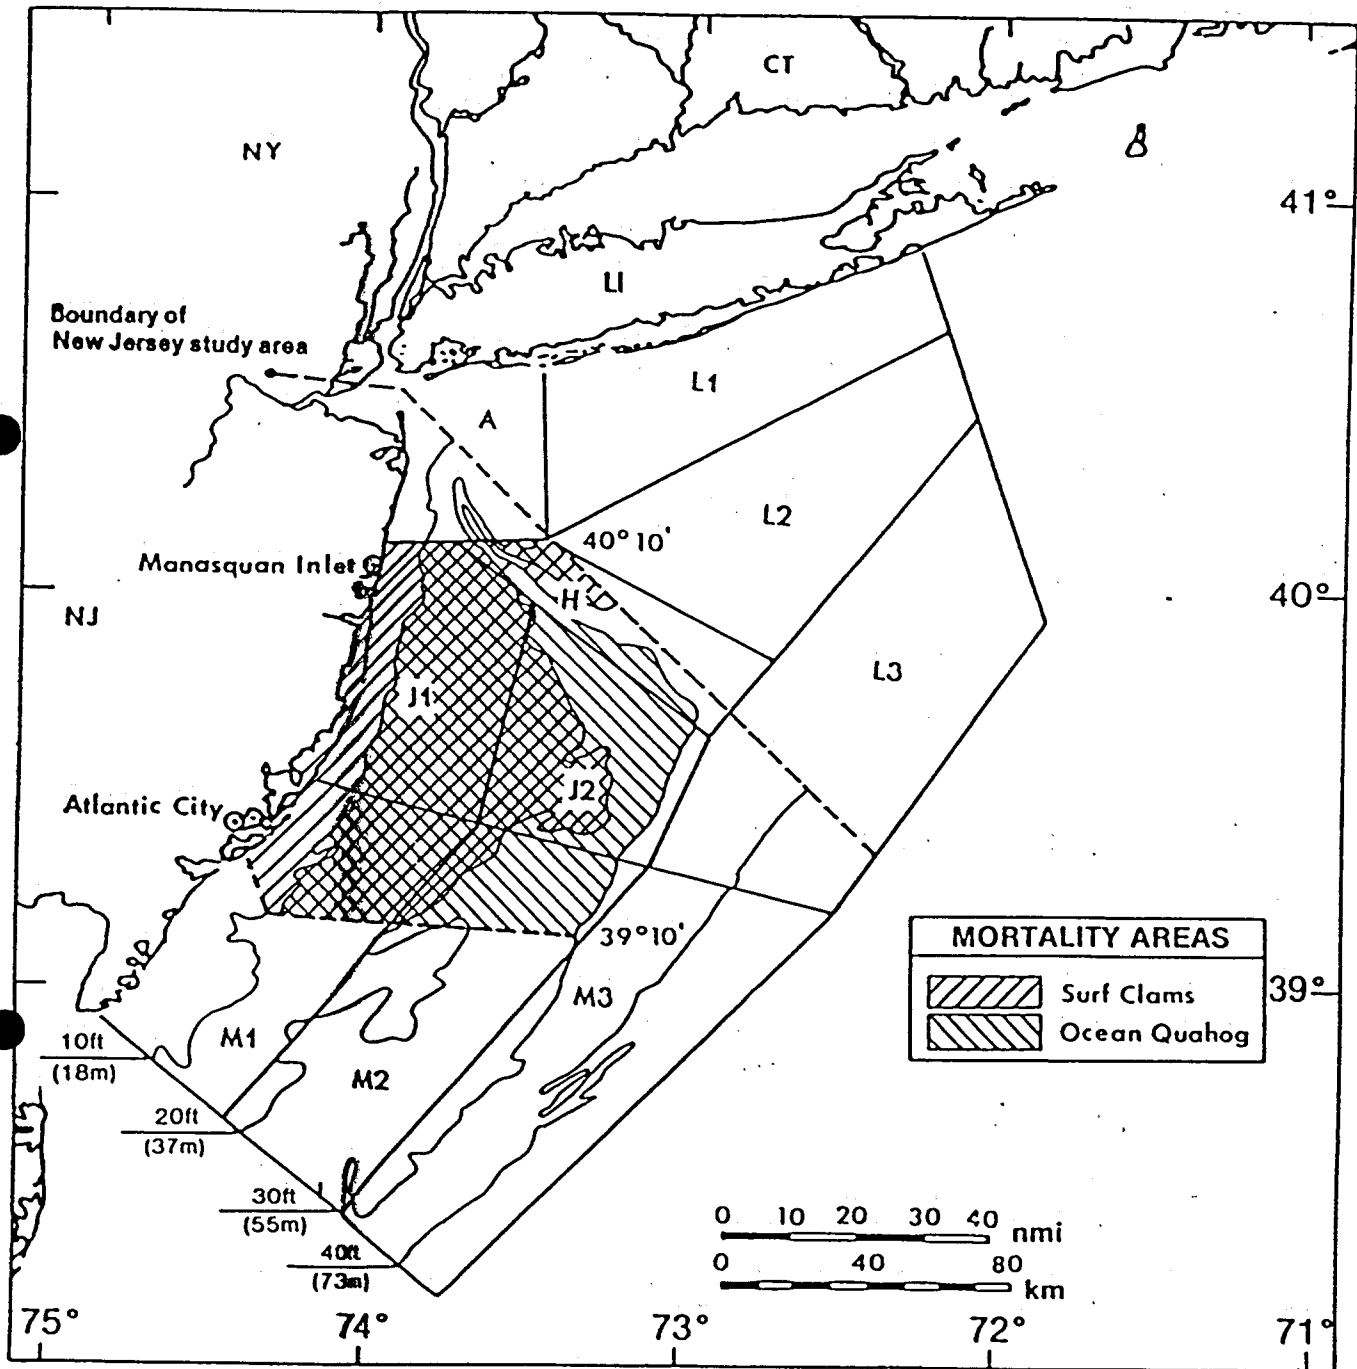 CT
NY
41°
LI
Boundary of
New Jersey study area
L1
A
L2
40°10'
Manasquan Inlet
H
40°
NJ
L3
J1
J2
Atlantic City
39°10'
MORTALITY AREAS
Surf Clams
Ocean Quahog
M3
39°
M1
10ft
(18m)
M2
20ft
(37m)
30ft
(55m)
0 10 20 30 40 nmi
40ft
(73m)
0 40 80
km
75° 74° 73° 72° 71°